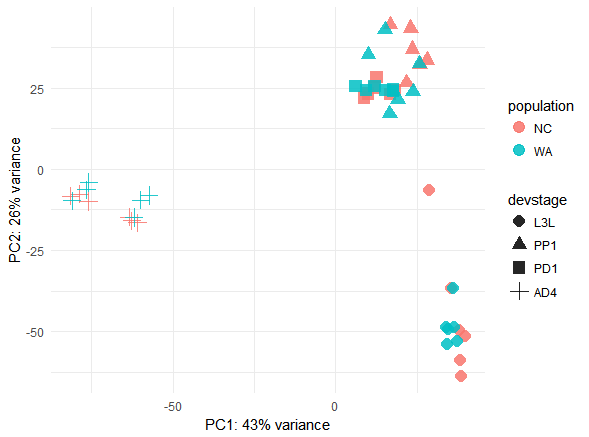 25
0
-25
-50
PC2: 26% variance
-50
0
PC1: 43% variance
population
NC
WA
devstage
L3L
PP1
PD1
AD4